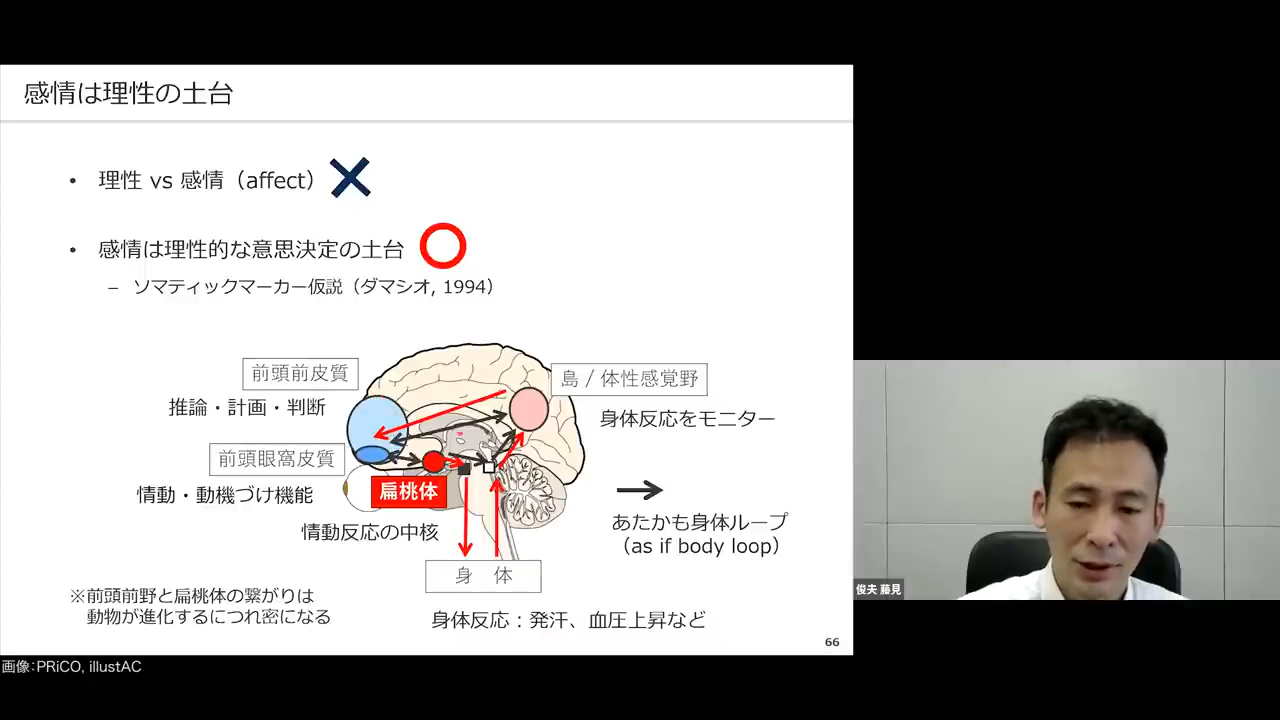 感情は理性の土台
• 理性 vs 感情（affect）
• 感情は理性的な意思決定の土台
– ソマティックマーカー仮説（ダマシオ, 1994）
前頭前皮質
推論・計画・判断
島 / 体性感覚野
身体反応をモニター
前頭眼窩皮質
情動・動機づけ機能
扁桃体
情動反応の中核
あたかも身体ループ
（as if body loop）
身 体
身体反応：発汗、血圧上昇など
※前頭前野と扁桃体の繋がりは
動物が進化するにつれ密になる
66
画像：PRiCO, illustAC
俊夫 藤見